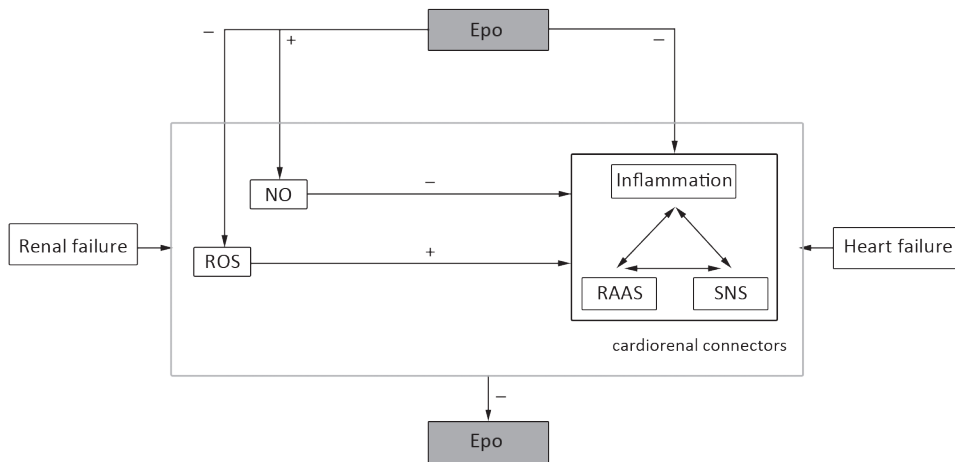 Epo
−
+
−
Inflammation
NO
−
Renal failure
ROS
+
Heart failure
RAAS
SNS
cardiorenal connectors
−
Epo